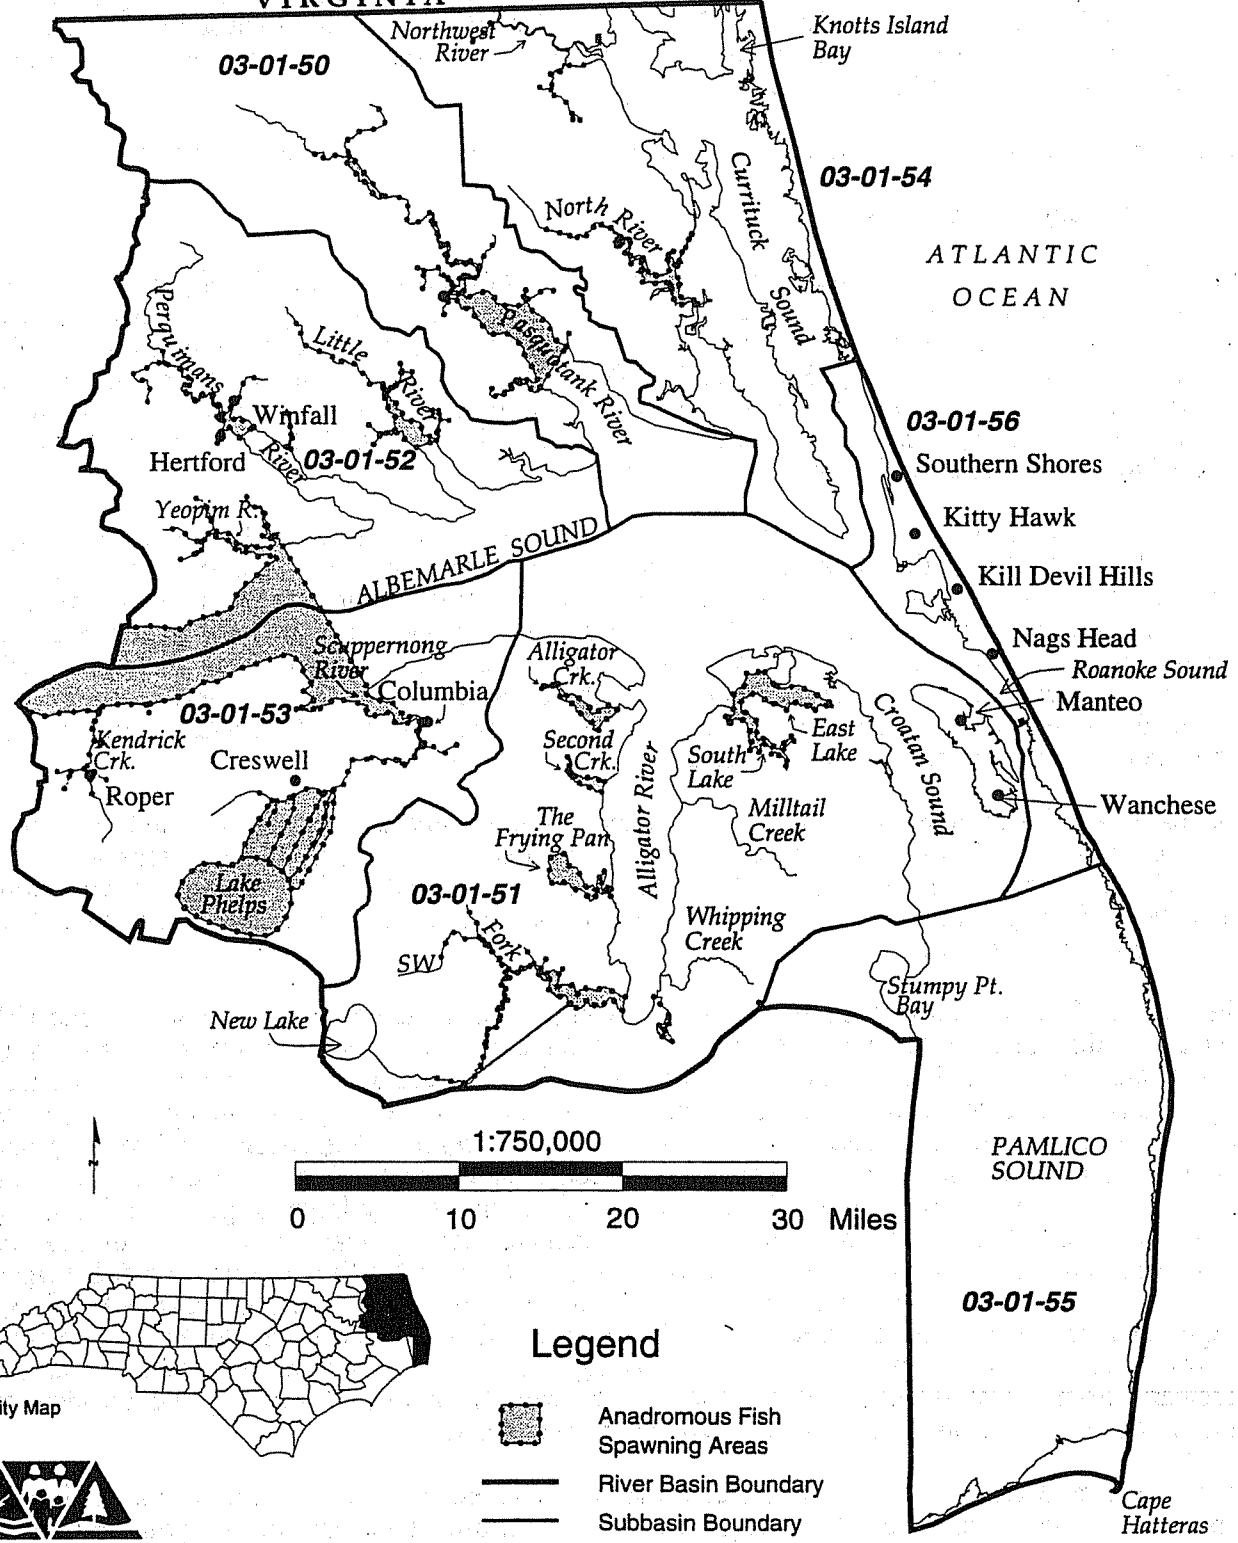 VIRGINIA
Northwest
River
Knotts Island
Bay
03-01-50
03-01-54
Currituck
Sound
North River
ATLANTIC
OCEAN
Perquimans
River
Little
River
Pasquotank River
Winfall
03-01-52
Hertford
Yeopim R.
03-01-56
Southern Shores
Kitty Hawk
Kill Devil Hills
Nags Head
Roanoke Sound
Manteo
Wanchese
ALBEMARLE SOUND
Scuppernong
River
Columbia
03-01-53
Kendrick
Crk.
Creswell
Roper
Lake
Phelps
Alligator
Crk.
Second
Crk.
The
Frying Pan
Alligator River
South
Lake
East
Lake
Croatan Sound
Milltail
Creek
03-01-51
Whipping
Creek
SW
Fork
New Lake
Stumpy Pt.
Bay
N
1:750,000
0 10 20 30 Miles
PAMLICO
SOUND
03-01-55
Cape
Hatteras
ity Map
Legend
Anadromous Fish
Spawning Areas
River Basin Boundary
Subbasin Boundary